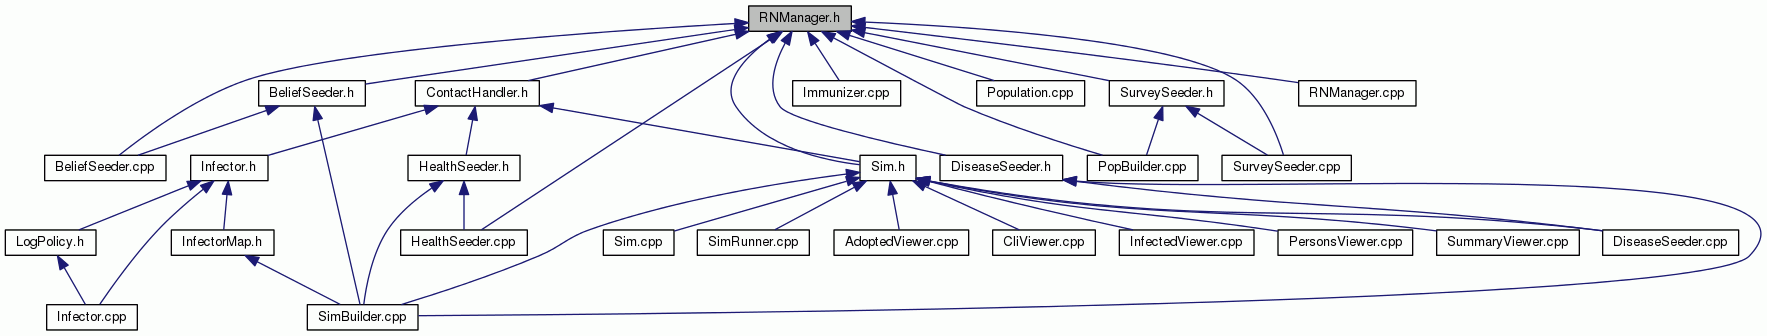 RNManager.h
BeliefSeeder.h
ContactHandler.h
Immunizer.cpp
Population.cpp
SurveySeeder.h
RNManager.cpp
BeliefSeeder.cpp
Infector.h
HealthSeeder.h
Sim.h
DiseaseSeeder.h
PopBuilder.cpp
SurveySeeder.cpp
LogPolicy.h
InfectorMap.h
HealthSeeder.cpp
Sim.cpp
SimRunner.cpp
AdoptedViewer.cpp
CliViewer.cpp
InfectedViewer.cpp
PersonsViewer.cpp
SummaryViewer.cpp
DiseaseSeeder.cpp
Infector.cpp
SimBuilder.cpp